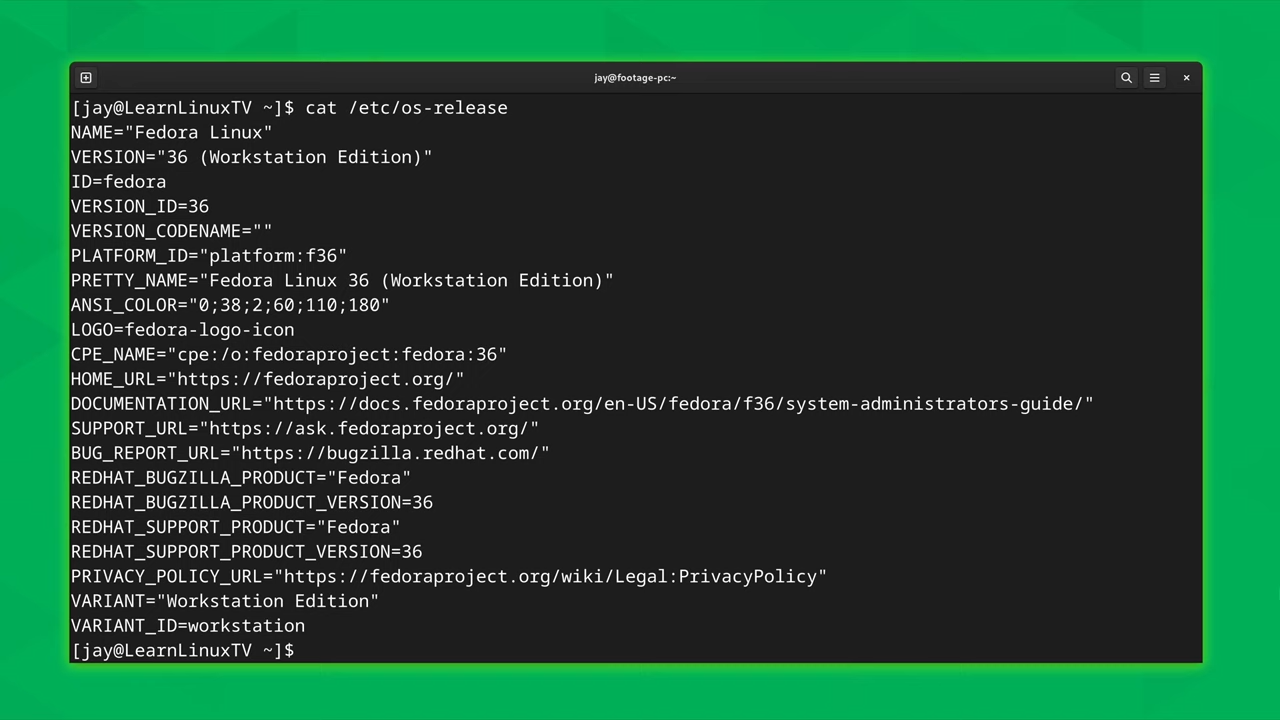 jay@footage-pc:~
[jay@LearnLinuxTV ~]$ cat /etc/os-release
NAME="Fedora Linux"
VERSION="36 (Workstation Edition)"
ID=fedora
VERSION_ID=36
VERSION_CODENAME=""
PLATFORM_ID="platform:f36"
PRETTY_NAME="Fedora Linux 36 (Workstation Edition)"
ANSI_COLOR="0;38;2;60;110;180"
LOGO=fedora-logo-icon
CPE_NAME="cpe:/o:fedoraproject:fedora:36"
HOME_URL="https://fedoraproject.org/"
DOCUMENTATION_URL="https://docs.fedoraproject.org/en-US/fedora/f36/system-administrators-guide/"
SUPPORT_URL="https://ask.fedoraproject.org/"
BUG_REPORT_URL="https://bugzilla.redhat.com/"
REDHAT_BUGZILLA_PRODUCT="Fedora"
REDHAT_BUGZILLA_PRODUCT_VERSION=36
REDHAT_SUPPORT_PRODUCT="Fedora"
REDHAT_SUPPORT_PRODUCT_VERSION=36
PRIVACY_POLICY_URL="https://fedoraproject.org/wiki/Legal:PrivacyPolicy"
VARIANT="Workstation Edition"
VARIANT_ID=workstation
[jay@LearnLinuxTV ~]$